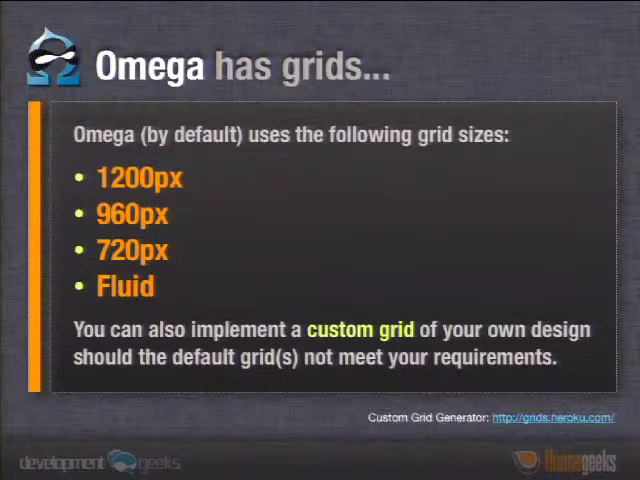 Omega has grids...
Omega (by default) uses the following grid sizes:
• 1200px
• 960px
• 720px
• Fluid
You can also implement a custom grid of your own design
should the default grid(s) not meet your requirements.
Custom Grid Generator: http://grids.heroku.com/
development geeks
themegeeks